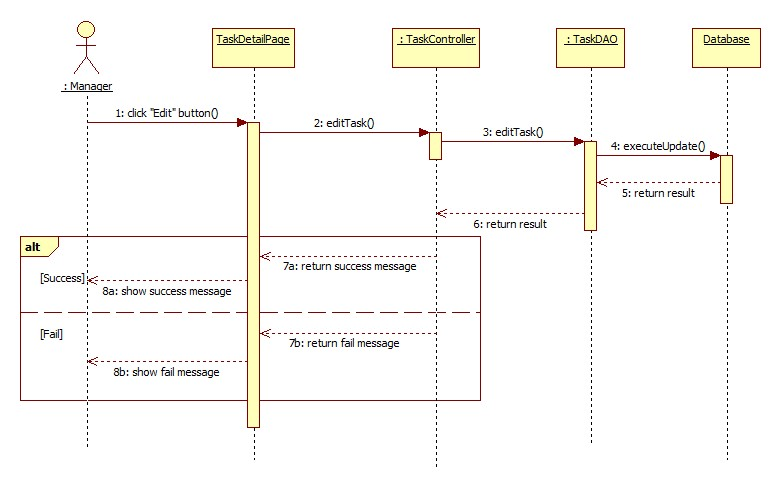 TaskDetailPage
: TaskController
: TaskDAO
Database
: Manager
1: click "Edit" button()
2: editTask()
3: editTask()
4: executeUpdate()
5: return result
6: return result
alt
7a: return success message
[Success]
8a: show success message
[Fail]
7b: return fail message
8b: show fail message